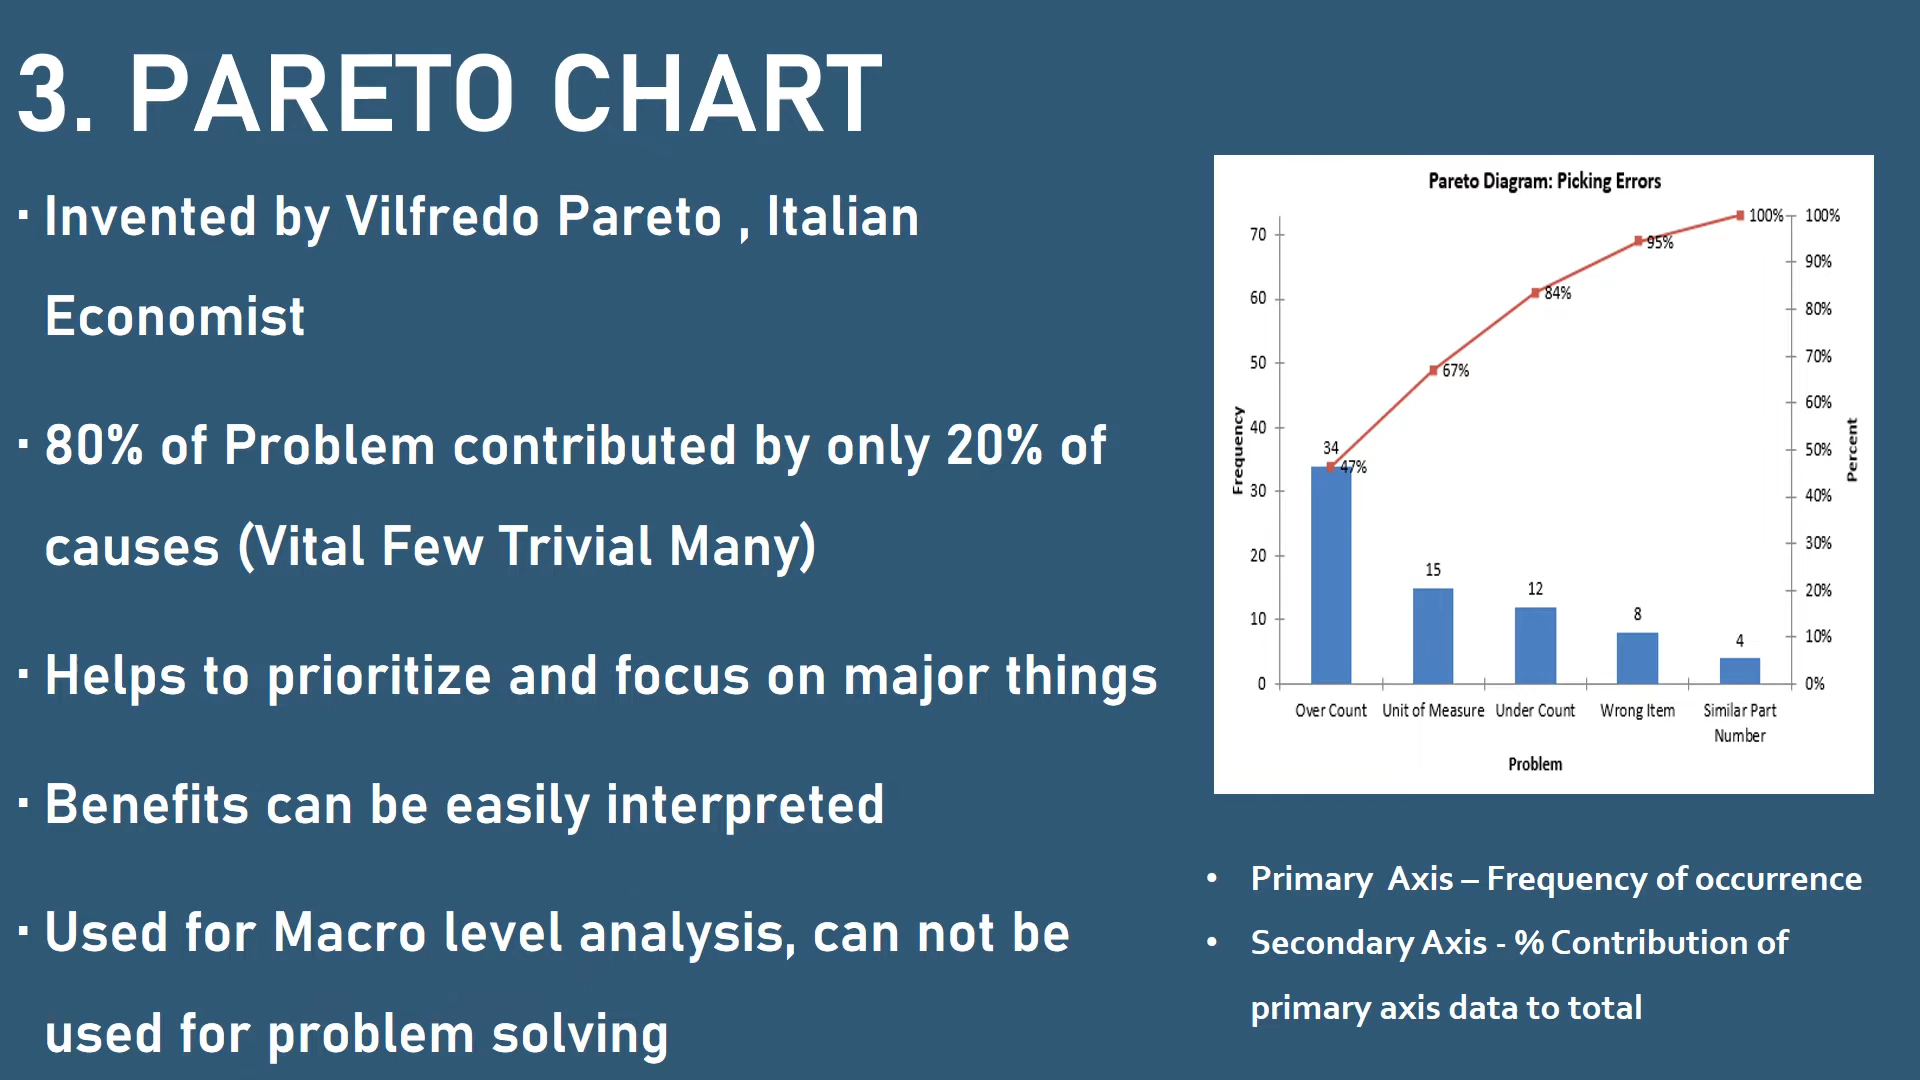 3. PARETO CHART
· Invented by Vilfredo Pareto , Italian
Economist
· 80% of Problem contributed by only 20% of
causes (Vital Few Trivial Many)
· Helps to prioritize and focus on major things
· Benefits can be easily interpreted
· Used for Macro level analysis, can not be
used for problem solving
Pareto Diagram: Picking Errors
Frequency
70
60
50
40
30
20
10
0
34
15
12
8
4
47%
67%
84%
95%
100%
100%
90%
80%
70%
60%
50%
40%
30%
20%
10%
0%
Percent
Over Count
Unit of Measure
Under Count
Wrong Item
Similar Part
Number
Problem
• Primary Axis – Frequency of occurrence
• Secondary Axis - % Contribution of
primary axis data to total